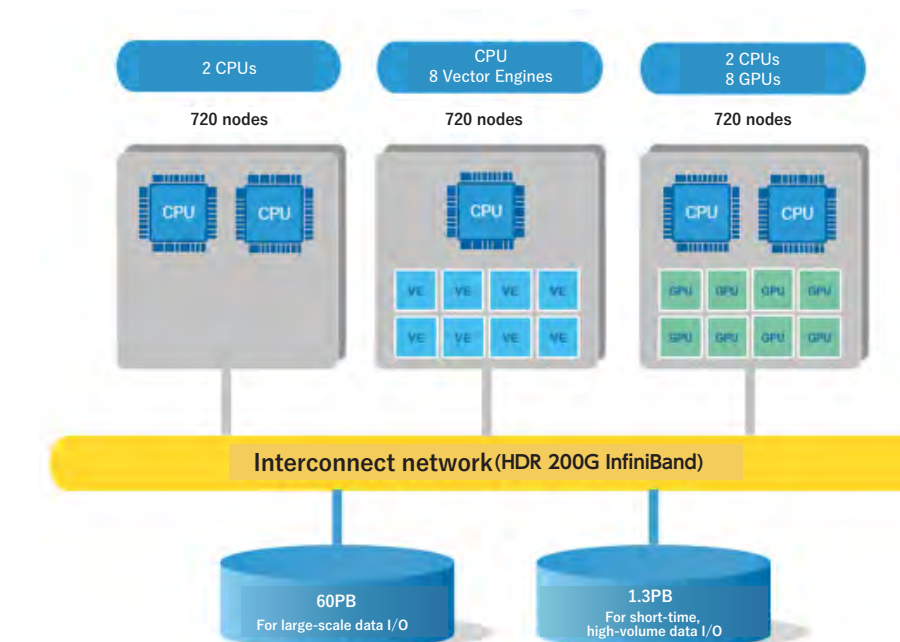 2 CPUs
CPU
8 Vector Engines
2 CPUs
8 GPUs
720 nodes
720 nodes
720 nodes
CPU
CPU
CPU
CPU
CPU
VE VE VE VE
VE VE VE VE
GPU GPU GPU GPU
GPU GPU GPU GPU
Interconnect network(HDR 200G InfiniBand)
60PB
For large-scale data I/O
1.3PB
For short-time,
high-volume data I/O